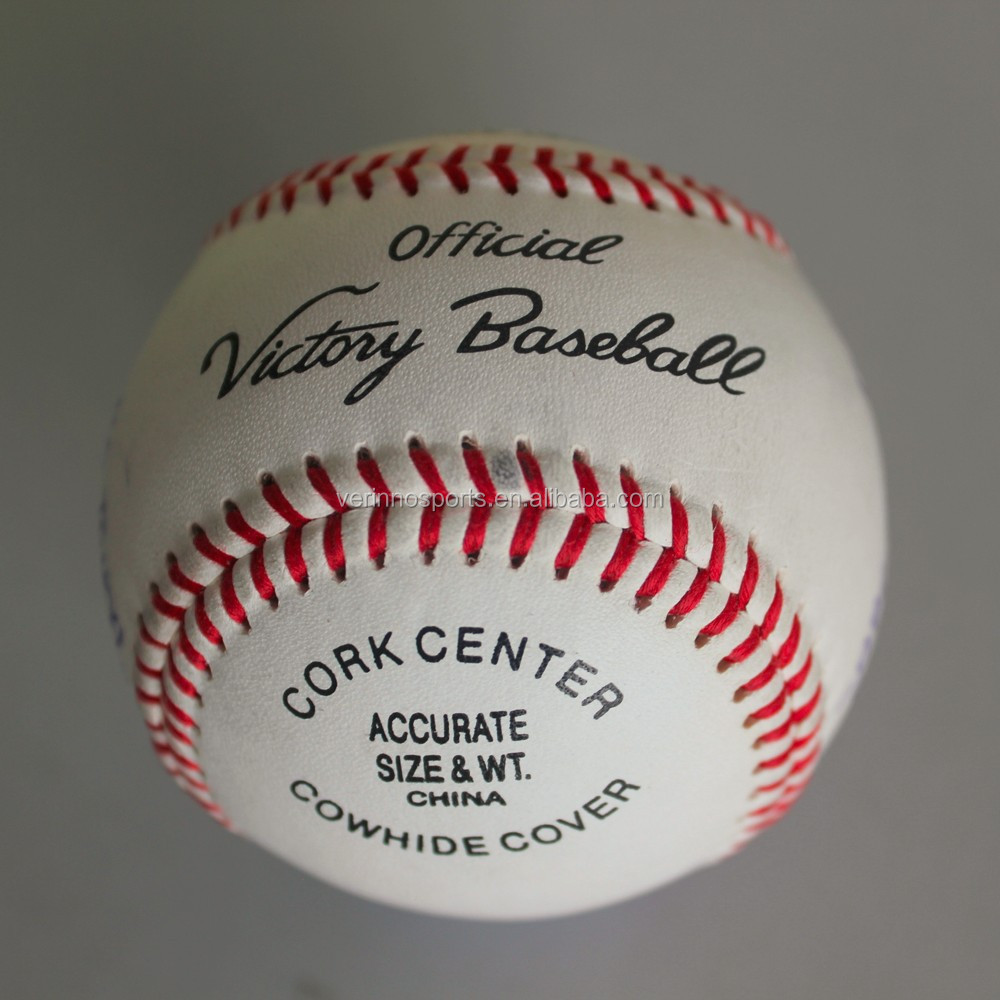 Official
Victory Baseball
verinnosports.en.alibaba.com
CORK CENTER
ACCURATE
SIZE & WT.
CHINA
COWHIDE COVER